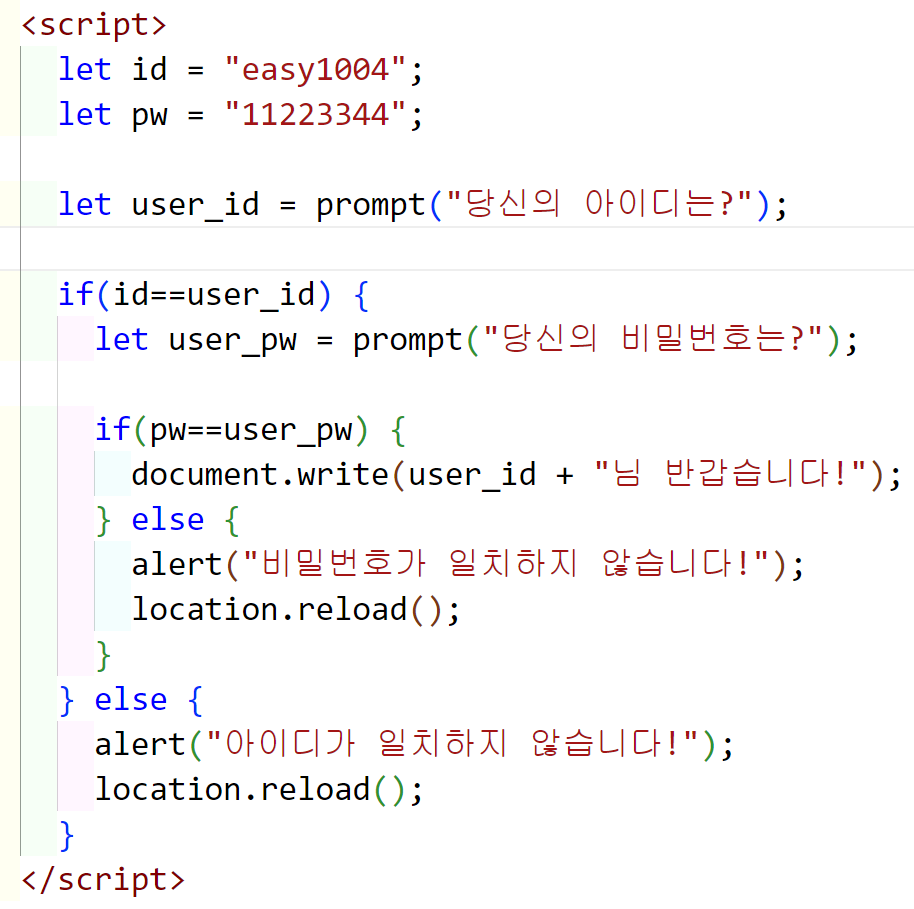 <script>
let id = "easy1004";
let pw = "11223344";
let user_id = prompt("당신의 아이디는?");
if(id==user_id) {
let user_pw = prompt("당신의 비밀번호는?");
if(pw==user_pw) {
document.write(user_id + "님 반갑습니다!");
} else {
alert("비밀번호가 일치하지 않습니다!");
location.reload();
}
} else {
alert("아이디가 일치하지 않습니다!");
location.reload();
}
</script>